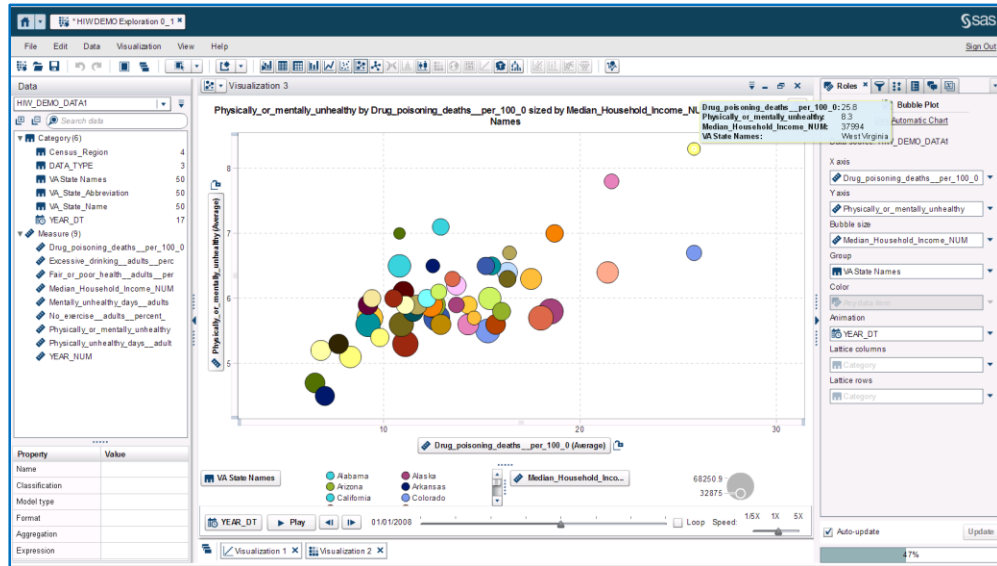 *HIW DEMO Exploration 0_1
sas
File Edit Data Visualization View Help
Sign Out
Data
Visualization 3
Roles
HIW_DEMO_DATA1
Search data
Category (6)
Census_Region 4
DATA_TYPE 3
VA State Names 50
VA_State_Abbreviation 50
VA_State_Name 50
YEAR_DT 17
Measure (9)
Drug_poisoning_deaths__per_100_0
Excessive_drinking__adults__perc
Fair_or_poor_health__adults__per
Median_Household_Income_NUM
Mentally_unhealthy_days__adults
No_exercise__adults__percent_
Physically_or_mentally_unhealthy
Physically_unhealthy_days__adult
YEAR_NUM
Property Value
Name
Classification
Model type
Format
Aggregation
Expression
Physically_or_mentally_unhealthy by Drug_poisoning_deaths__per_100_0 sized by Median_Household_Income_NU
Names
Drug_poisoning_deaths__per_100_0: 25.8
Physically_or_mentally_unhealthy: 8.3
Median_Household_Income_NUM: 37994
VA State Names: West Virginia
8
7
6
5
Physically_or_mentally_unhealthy (Average)
10 20 30
Drug_poisoning_deaths__per_100_0 (Average)
VA State Names
Alabama Alaska
Arizona Arkansas
California Colorado
Median_Household_Inco...
68250.9
32875
YEAR_DT Play 01/01/2008 Loop Speed: 1/5X 1X 5X
Visualization 1 Visualization 2
Bubble Plot
Automatic Chart
HIW_DEMO_DATA1
X axis
Drug_poisoning_deaths__per_100_0
Y axis
Physically_or_mentally_unhealthy
Bubble size
Median_Household_Income_NUM
Group
VA State Names
Color
Any data item
Animation
YEAR_DT
Lattice columns
Category
Lattice rows
Category
Auto-update Update
47%